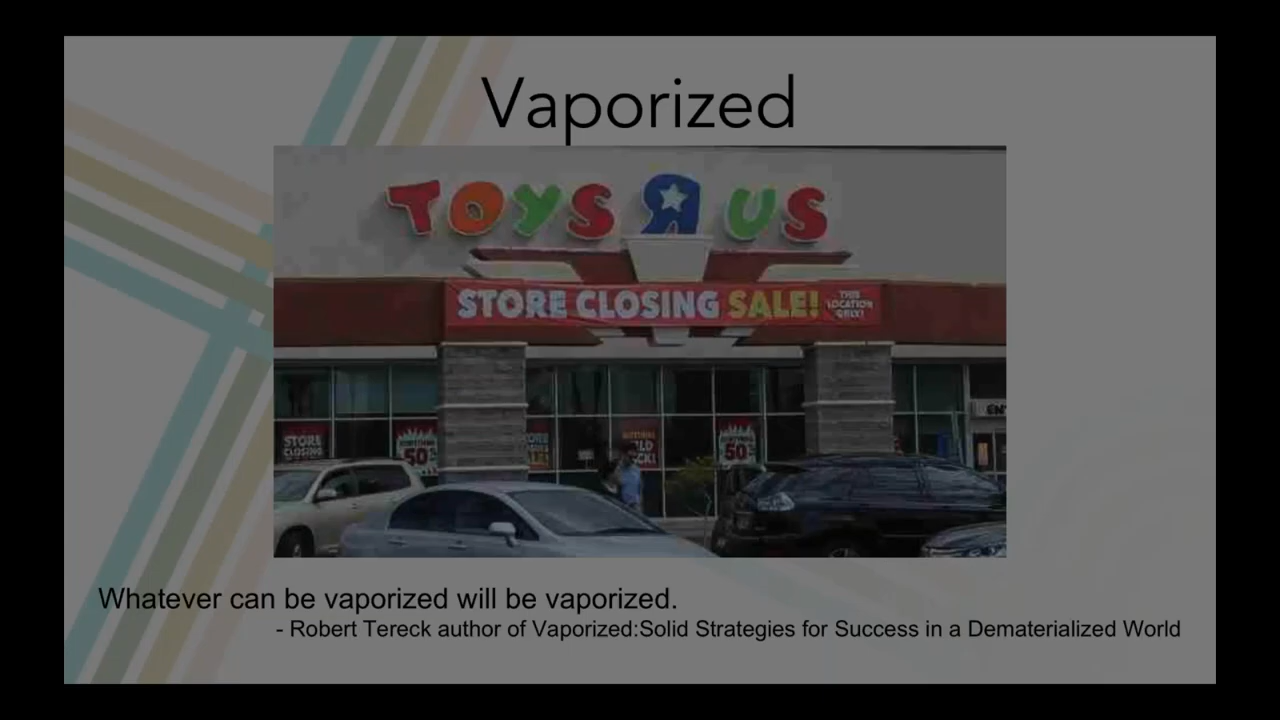 Vaporized
TOYS R US
STORE CLOSING SALE! THIS
LOCATION
ONLY!
STORE
CLOSING
50%
50%
Whatever can be vaporized will be vaporized.
- Robert Tereck author of Vaporized:Solid Strategies for Success in a Dematerialized World